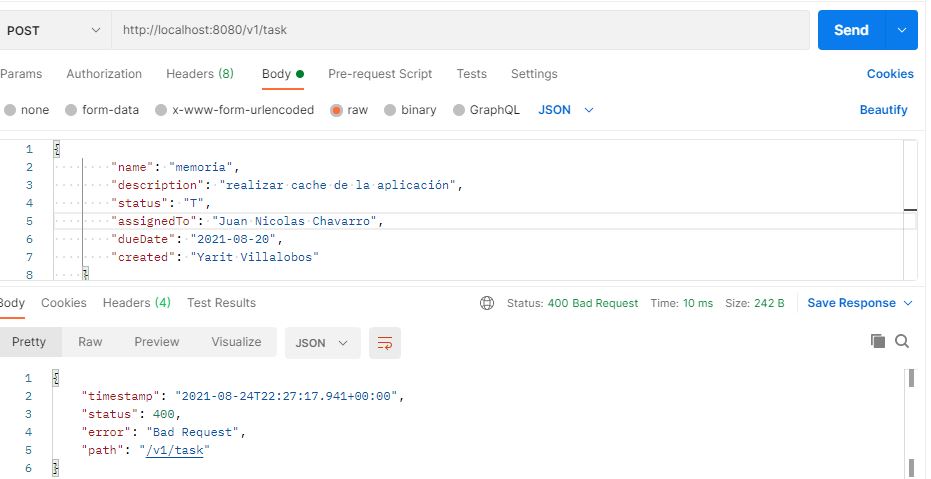 POST http://localhost:8080/v1/task Send
Params Authorization Headers (8) Body Pre-request Script Tests Settings Cookies
none form-data x-www-form-urlencoded raw binary GraphQL JSON Beautify
1 {
2 "name": "memoria",
3 "description": "realizar cache de la aplicación",
4 "status": "T",
5 "assignedTo": "Juan Nicolas Chavarro",
6 "dueDate": "2021-08-20",
7 "created": "Yarit Villalobos"
8 }
Body Cookies Headers (4) Test Results Status: 400 Bad Request Time: 10 ms Size: 242 B Save Response
Pretty Raw Preview Visualize JSON
1 {
2 "timestamp": "2021-08-24T22:27:17.941+00:00",
3 "status": 400,
4 "error": "Bad Request",
5 "path": "/v1/task"
6 }